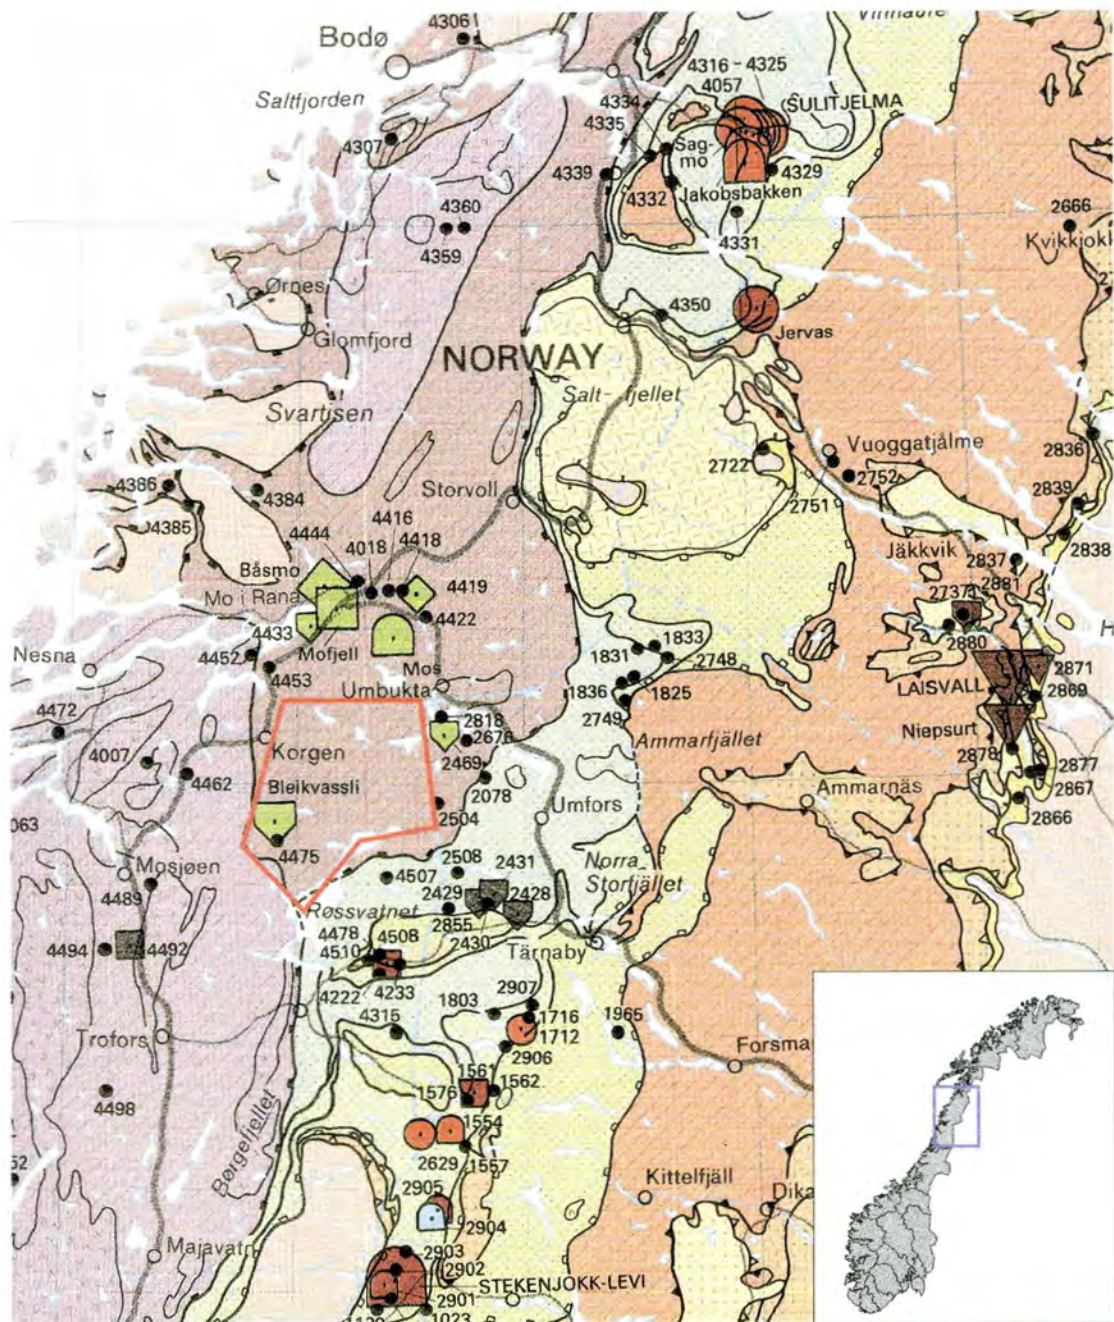 4306
Virihaure
Bodø
4316 - 4325
4057
Saltfjorden
4334
SULITJELMA
4335
4307
Sag-
mo
4339
4329
4332
Jakobsbakken
2666
4360
4331
Kvikkjokk
4359
Ørnes
4350
Glomfjord
Jervas
NORWAY
Svartisen
Salt-fjellet
Vuoggatjålme
2836
2722
2752
4386
4384
Storvoll
2839
2751
4385
4416
4444
4418
2838
4018
Jäkkvik
2837
Båsmo
2881
4419
Mo i Rana
2737
4422
4433
1833
2880
Mofjell
4452
Nesna
1831
2748
2871
Mos
4453
LAISVALL
Umbukta
1836
1825
2869
4472
2818
2749
Niepsurt
Korgen
2676
Ammarfjället
4007
2469
2878
4462
Bleikvassli
2877
2078
Ammarnäs
2867
Umfors
2504
2866
063
4475
2508
2431
Norra
Mosjøen
4507
Storfjället
2429
2428
4489
Røssvatnet
2855
4478
4508
4494
4492
4510
2430
Tärnaby
2907
4222
4233
1803
1716
4315
1965
Trofors
1712
2906
Forsma
1561
1562
1576
4498
1554
Børgefjellet
2629
1557
52
Kittelfjäll
2905
Dika
2904
2903
Majavatn
2902
STEKENJOKK-LEVI
2901
1023